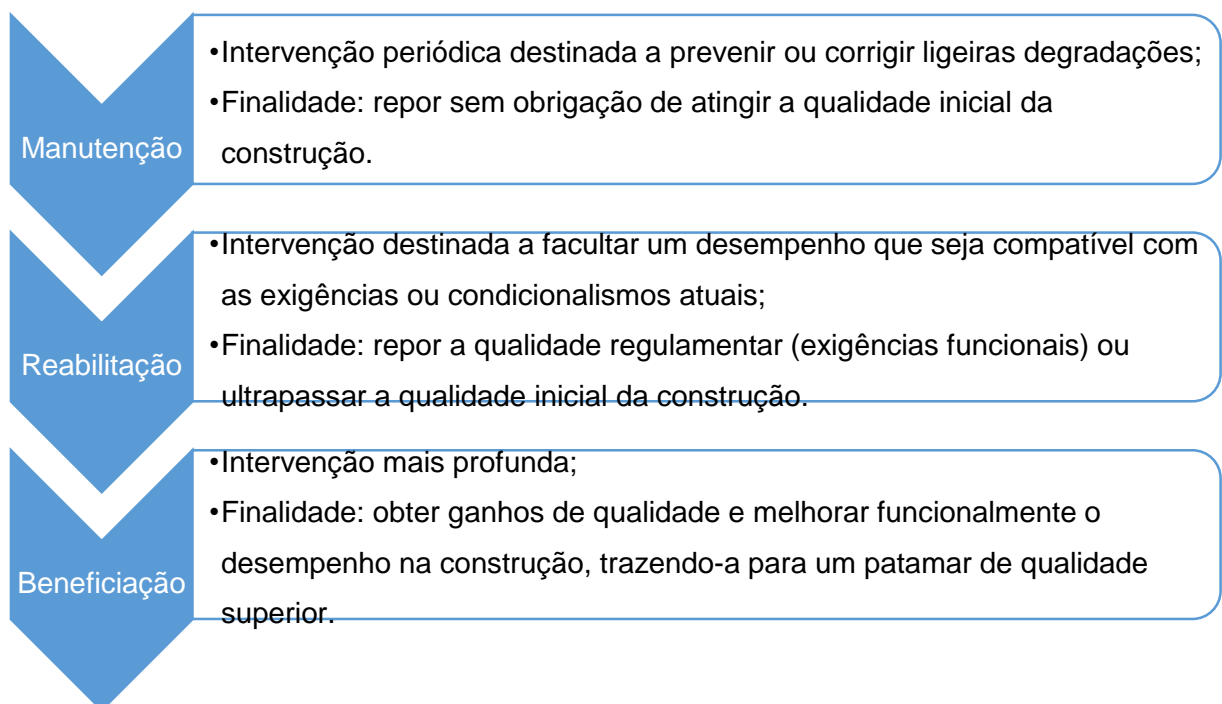 Manutenção
•Intervenção periódica destinada a prevenir ou corrigir ligeiras degradações;
•Finalidade: repor sem obrigação de atingir a qualidade inicial da
construção.
Reabilitação
•Intervenção destinada a facultar um desempenho que seja compatível com
as exigências ou condicionalismos atuais;
•Finalidade: repor a qualidade regulamentar (exigências funcionais) ou
ultrapassar a qualidade inicial da construção.
Beneficiação
•Intervenção mais profunda;
•Finalidade: obter ganhos de qualidade e melhorar funcionalmente o
desempenho na construção, trazendo-a para um patamar de qualidade
superior.